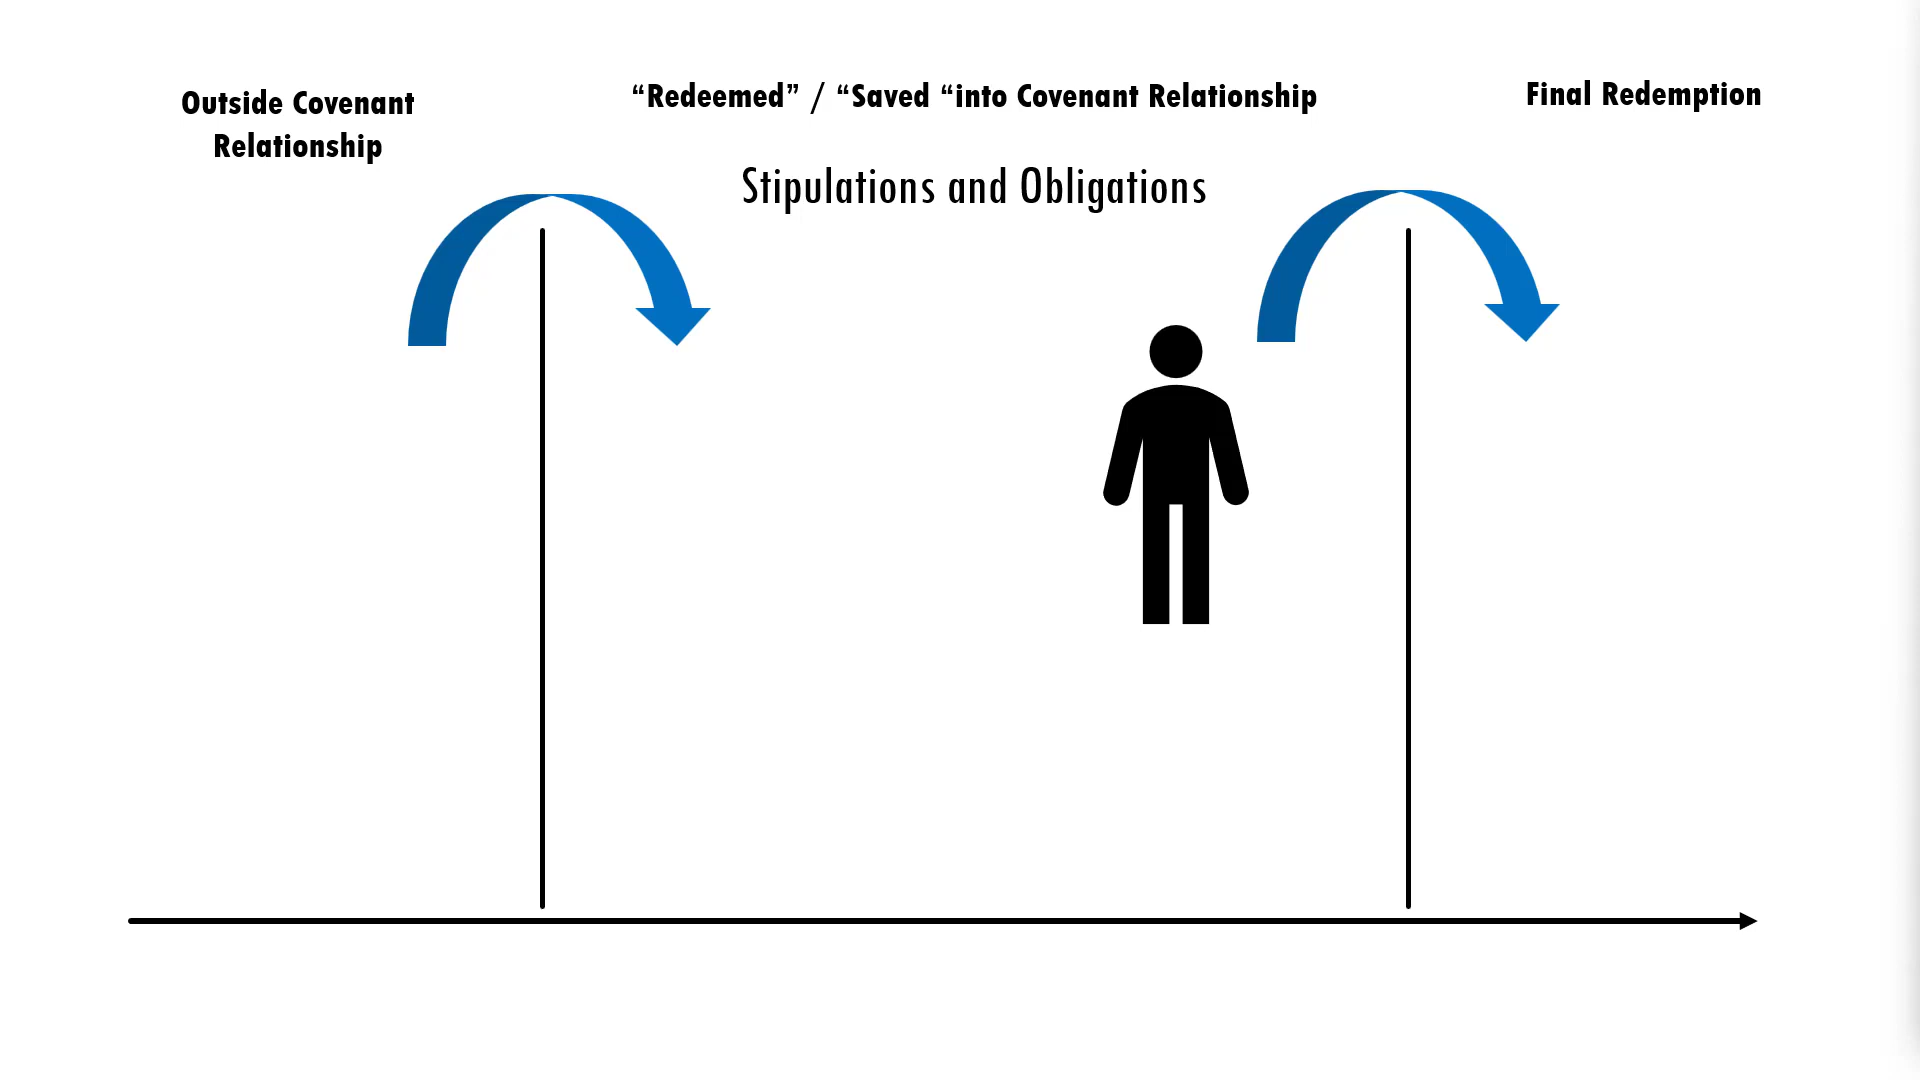 Outside Covenant
Relationship
“Redeemed” / “Saved “into Covenant Relationship
Stipulations and Obligations
Final Redemption